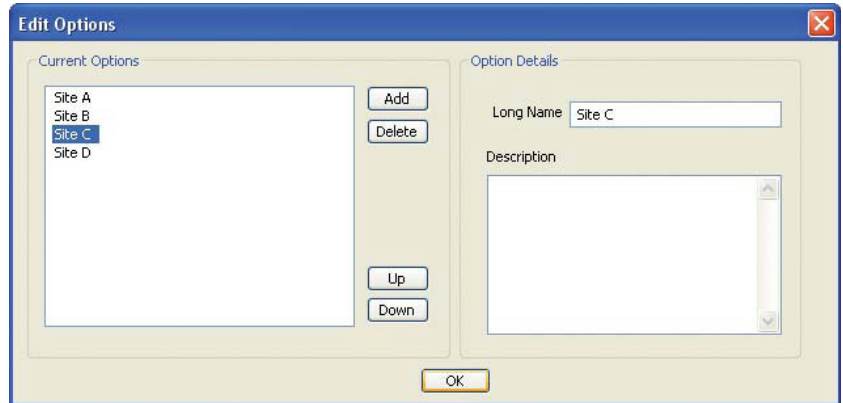 Edit Options
Current Options
Site A
Site B
Site C
Site D
Add
Delete
Up
Down
Option Details
Long Name Site C
Description
OK